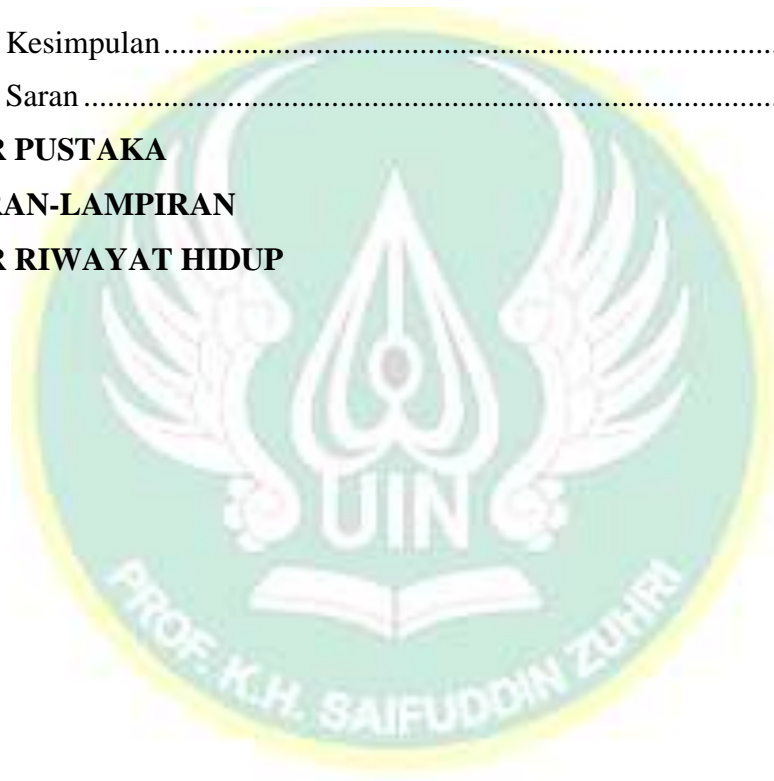 Kesimpulan..........................................................................................
Saran....................................................................................................
R PUSTAKA
RAN-LAMPIRAN
R RIWAYAT HIDUP
UIN
PROF. K.H. SAIFUDDIN ZUHRI